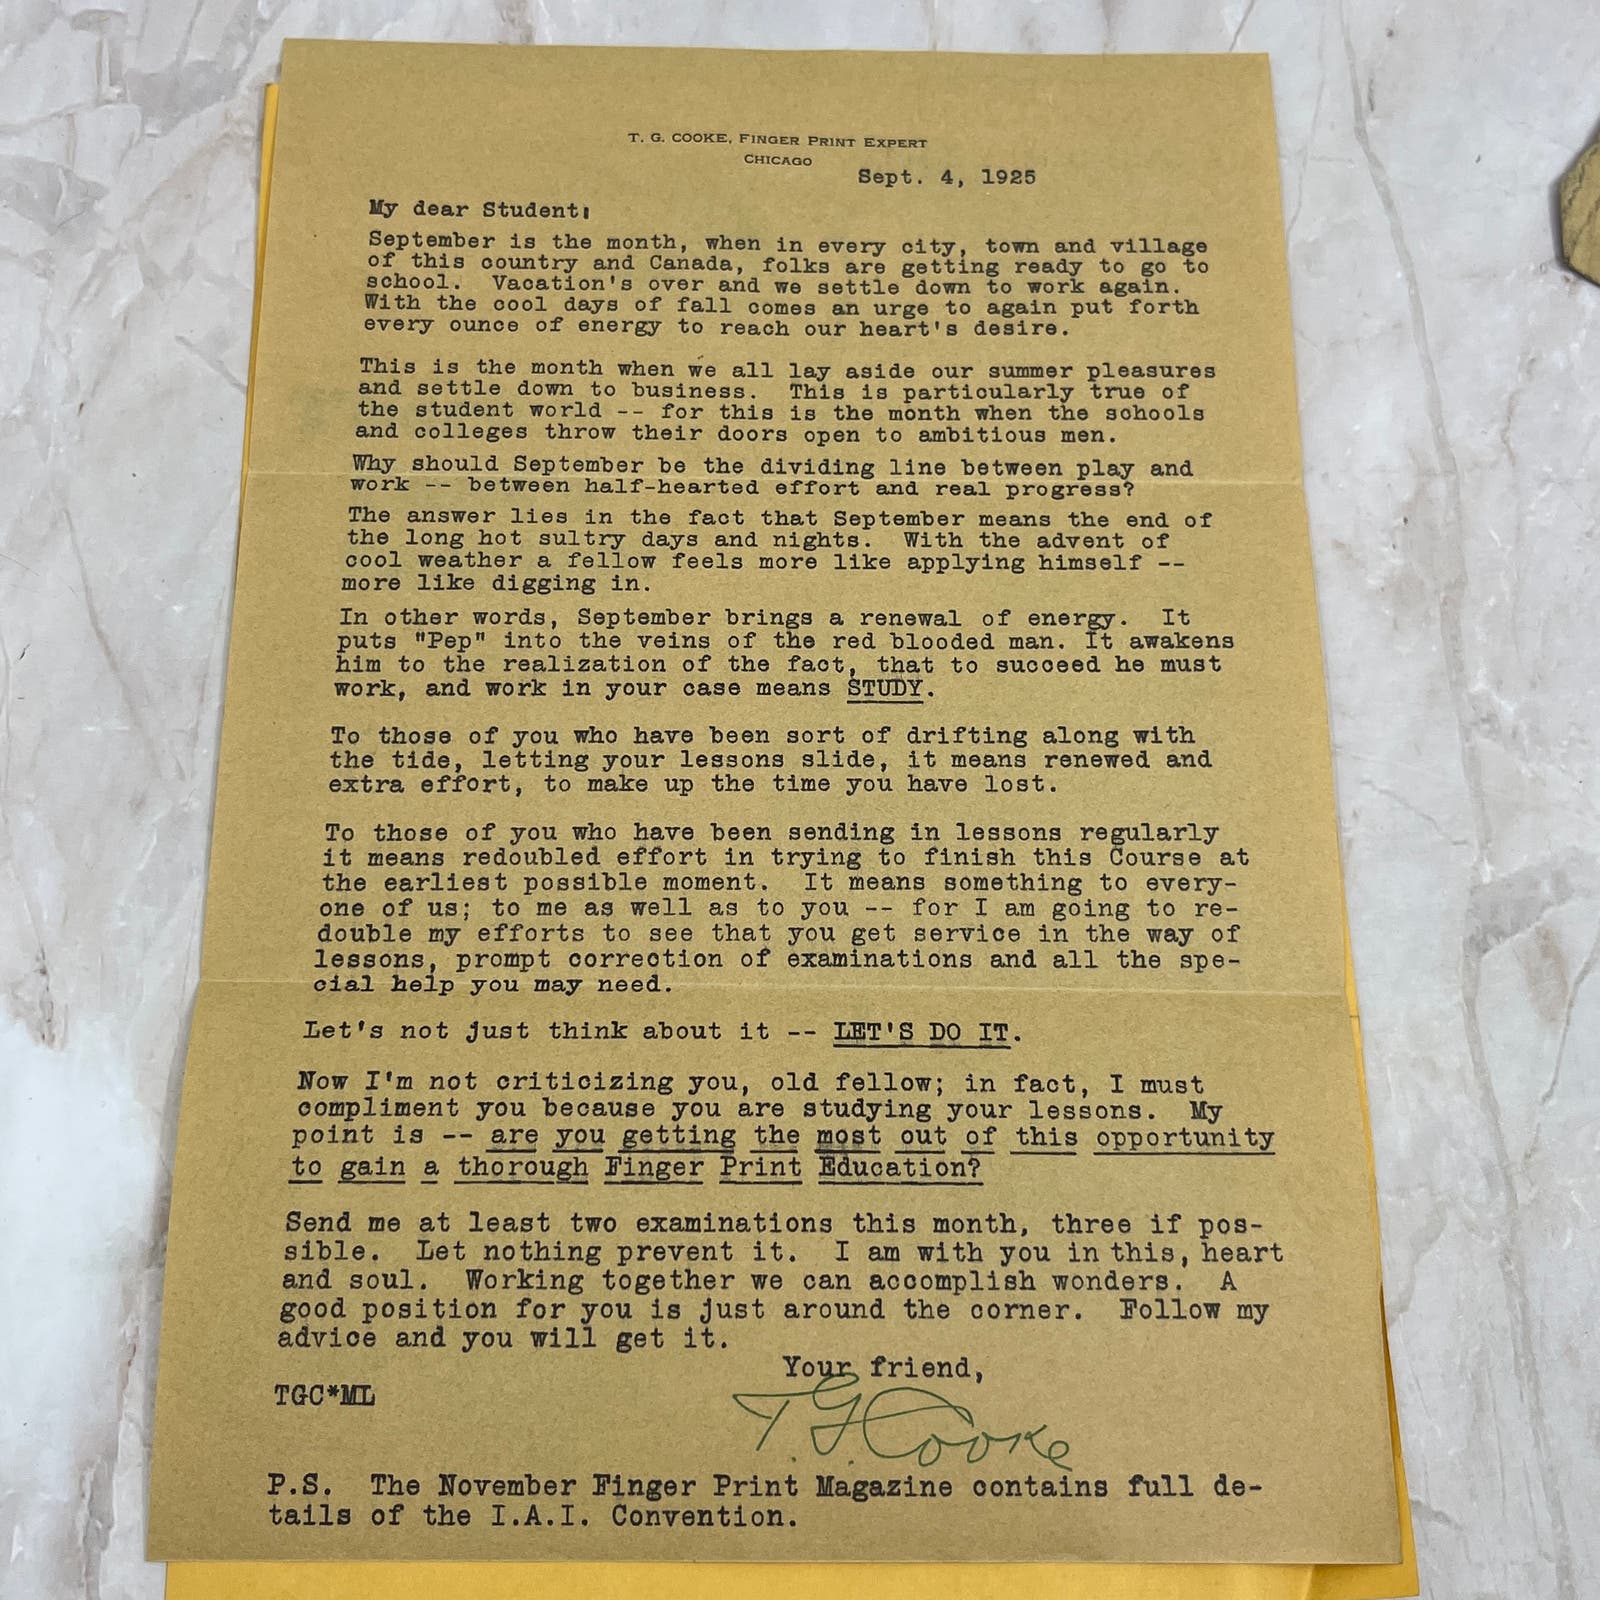 T. G. COOKE, FINGER PRINT EXPERT
CHICAGO
Sept. 4, 1925
My dear Student:
September is the month, when in every city, town and village
of this country and Canada, folks are getting ready to go to
school. Vacation's over and we settle down to work again.
With the cool days of fall comes an urge to again put forth
every ounce of energy to reach our heart's desire.
This is the month when we all lay aside our summer pleasures
and settle down to business. This is particularly true of
the student world -- for this is the month when the schools
and colleges throw their doors open to ambitious men.
Why should September be the dividing line between play and
work -- between half-hearted effort and real progress?
The answer lies in the fact that September means the end of
the long hot sultry days and nights. With the advent of
cool weather a fellow feels more like applying himself --
more like digging in.
In other words, September brings a renewal of energy. It
puts "Pep" into the veins of the red blooded man. It awakens
him to the realization of the fact, that to succeed he must
work, and work in your case means STUDY.
To those of you who have been sort of drifting along with
the tide, letting your lessons slide, it means renewed and
extra effort, to make up the time you have lost.
To those of you who have been sending in lessons regularly
it means redoubled effort in trying to finish this Course at
the earliest possible moment. It means something to every-
one of us; to me as well as to you -- for I am going to re-
double my efforts to see that you get service in the way of
lessons, prompt correction of examinations and all the spe-
cial help you may need.
Let's not just think about it -- LET'S DO IT.
Now I'm not criticizing you, old fellow; in fact, I must
compliment you because you are studying your lessons. My
point is -- are you getting the most out of this opportunity
to gain a thorough Finger Print Education?
Send me at least two examinations this month, three if pos-
sible. Let nothing prevent it. I am with you in this, heart
and soul. Working together we can accomplish wonders. A
good position for you is just around the corner. Follow my
advice and you will get it.
Your friend,
TGC*ML
T. G. Cooke
P.S. The November Finger Print Magazine contains full de-
tails of the I.A.I. Convention.